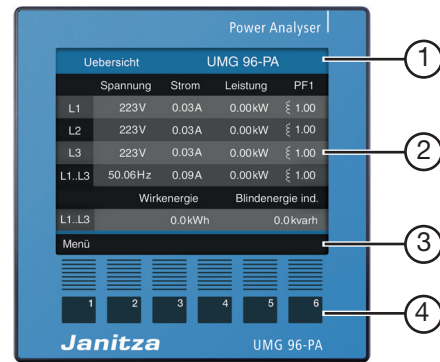 Power Analyser
Uebersicht UMG 96-PA
Spannung Strom Leistung PF1
L1 223V 0.03A 0.00kW 1.00
L2 223V 0.03A 0.00kW 1.00
L3 223V 0.03A 0.00kW 1.00
L1..L3 50.06Hz 0.09A 0.00kW 1.00
Wirkenergie Blindenergie ind.
L1..L3 0.0kWh 0.0kvarh
Menü
1 2 3 4 5 6
Janitza UMG 96-PA
1
2
3
4